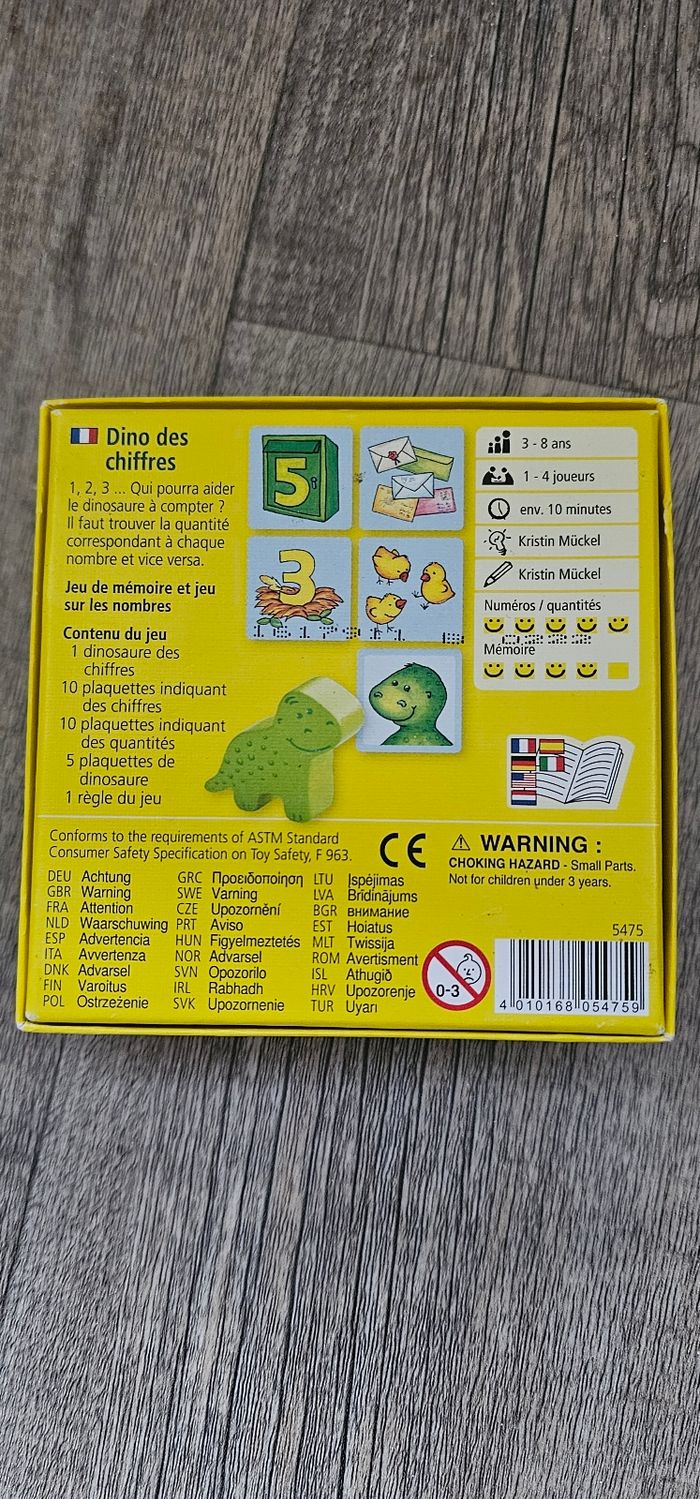 Dino des
chiffres
1, 2, 3 ... Qui pourra aider
le dinosaure à compter ?
Il faut trouver la quantité
correspondant à chaque
nombre et vice versa.
Jeu de mémoire et jeu
sur les nombres
Contenu du jeu
1 dinosaure des
chiffres
10 plaquettes indiquant
des chiffres
10 plaquettes indiquant
des quantités
5 plaquettes de
dinosaure
1 règle du jeu
5
3
3 - 8 ans
1 - 4 joueurs
env. 10 minutes
Kristin Mückel
Kristin Mückel
Numéros / quantités
Mémoire
Conforms to the requirements of ASTM Standard
Consumer Safety Specification on Toy Safety, F 963.
CE
WARNING :
CHOKING HAZARD - Small Parts.
Not for children under 3 years.
DEU Achtung
GBR Warning
FRA Attention
NLD Waarschuwing
ESP Advertencia
ITA Avvertenza
DNK Advarsel
FIN Varoitus
POL Ostrzeżenie
GRC Προειδοποίηση
SWE Varning
CZE Upozornění
PRT Aviso
HUN Figyelmeztetés
NOR Advarsel
SVN Opozorilo
IRL Rabhadh
SVK Upozornenie
LTU Įspėjimas
LVA Brīdinājums
BGR внимание
EST Hoiatus
MLT Twissija
ROM Avertisment
ISL Athugið
HRV Upozorenje
TUR Uyarı
0-3
5475
4 010168 054759